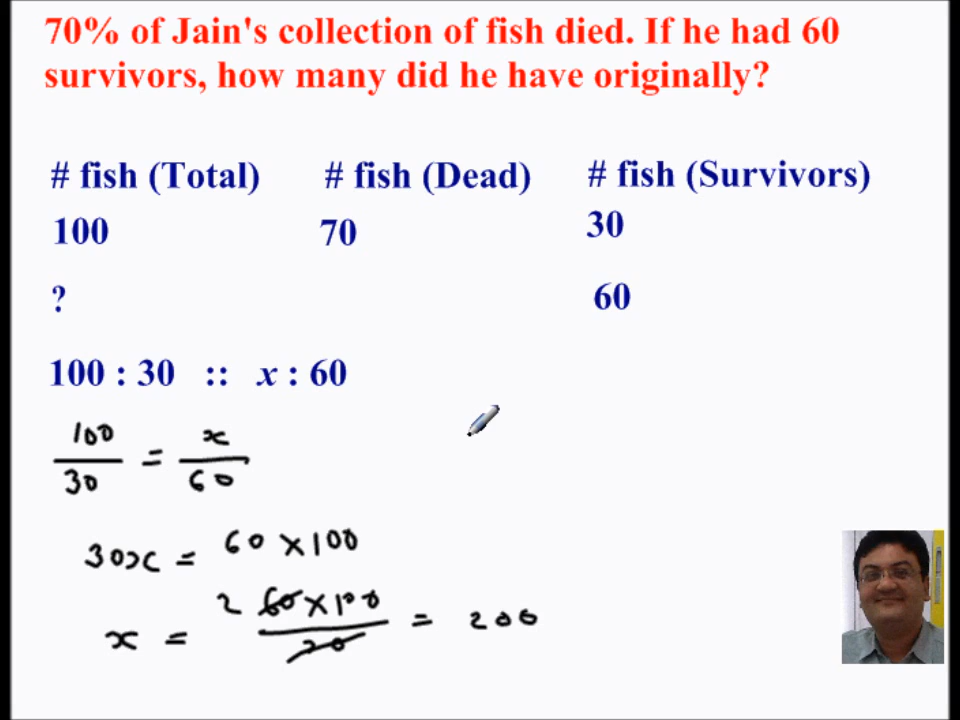 70% of Jain's collection of fish died. If he had 60
survivors, how many did he have originally?
# fish (Total) # fish (Dead) # fish (Survivors)
100 70 30
? 60
100 : 30 :: x : 60
100/30 = x/60
30x = 60 x 100
x = 2 60 x 100/30 = 200